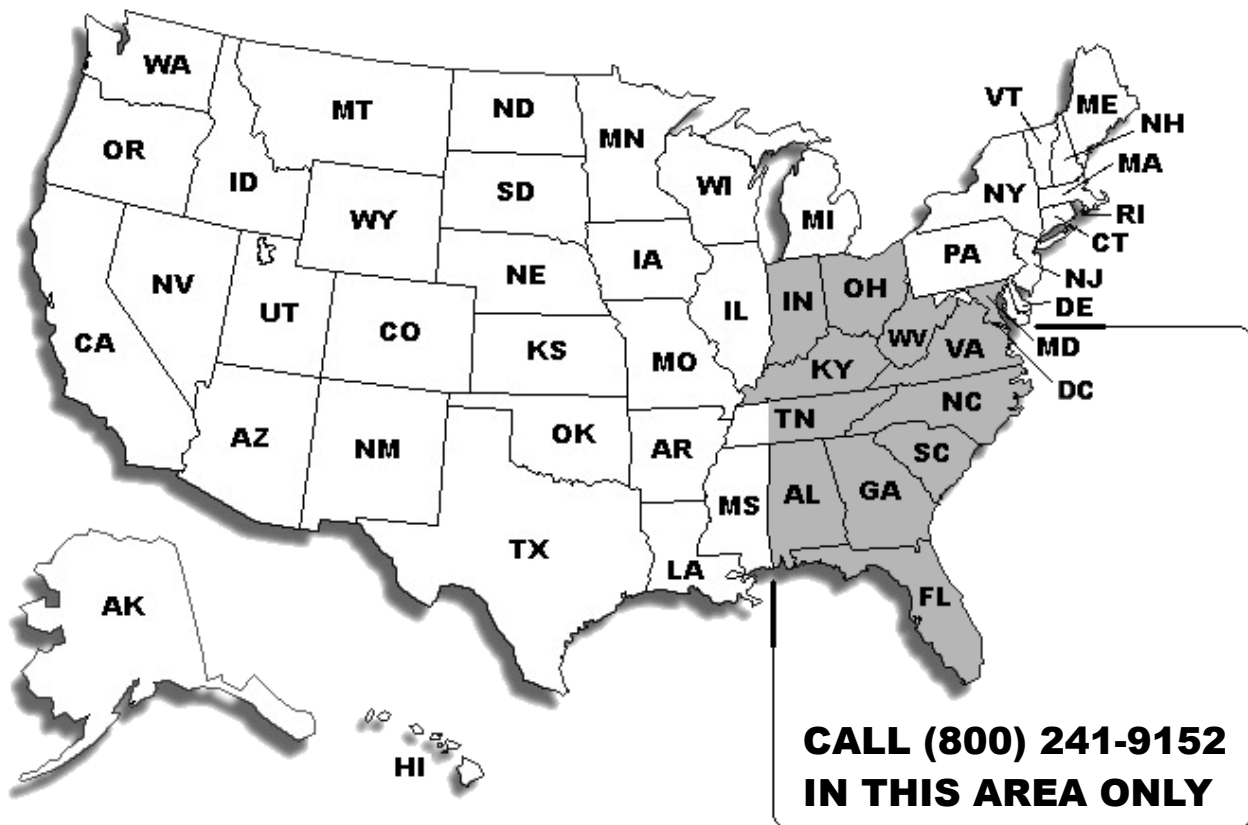 WA
MT
ND
MN
VT
ME
NH
OR
ID
SD
WI
MI
NY
MA
WY
RI
CT
IA
PA
NE
NV
NJ
UT
IL
IN
OH
DE
CO
CA
KS
MO
WV
VA
MD
KY
DC
NC
TN
AZ
NM
OK
AR
SC
MS
AL
GA
TX
LA
FL
AK
HI
CALL (800) 241-9152
IN THIS AREA ONLY